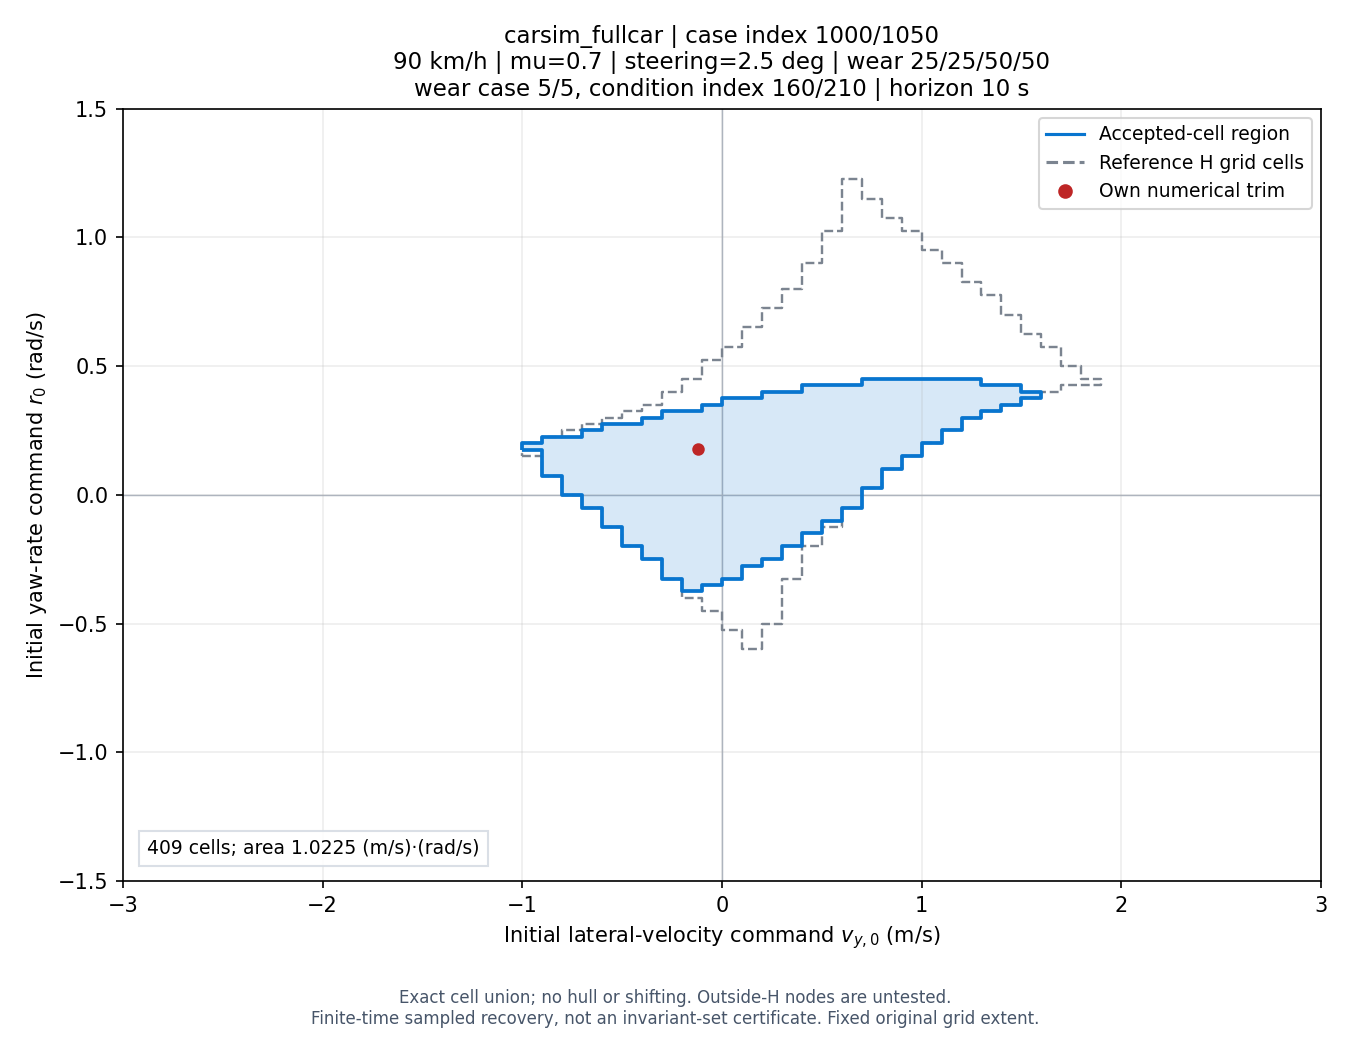 carsim_fullcar | case index 1000/1050
90 km/h | mu=0.7 | steering=2.5 deg | wear 25/25/50/50
wear case 5/5, condition index 160/210 | horizon 10 s
Accepted-cell region
Reference H grid cells
Own numerical trim
1.5
1.0
0.5
0.0
−0.5
−1.0
−1.5
Initial yaw-rate command r₀ (rad/s)
409 cells; area 1.0225 (m/s)·(rad/s)
−3
−2
−1
0
1
2
3
Initial lateral-velocity command v_{y,0} (m/s)
Exact cell union; no hull or shifting. Outside-H nodes are untested.
Finite-time sampled recovery, not an invariant-set certificate. Fixed original grid extent.